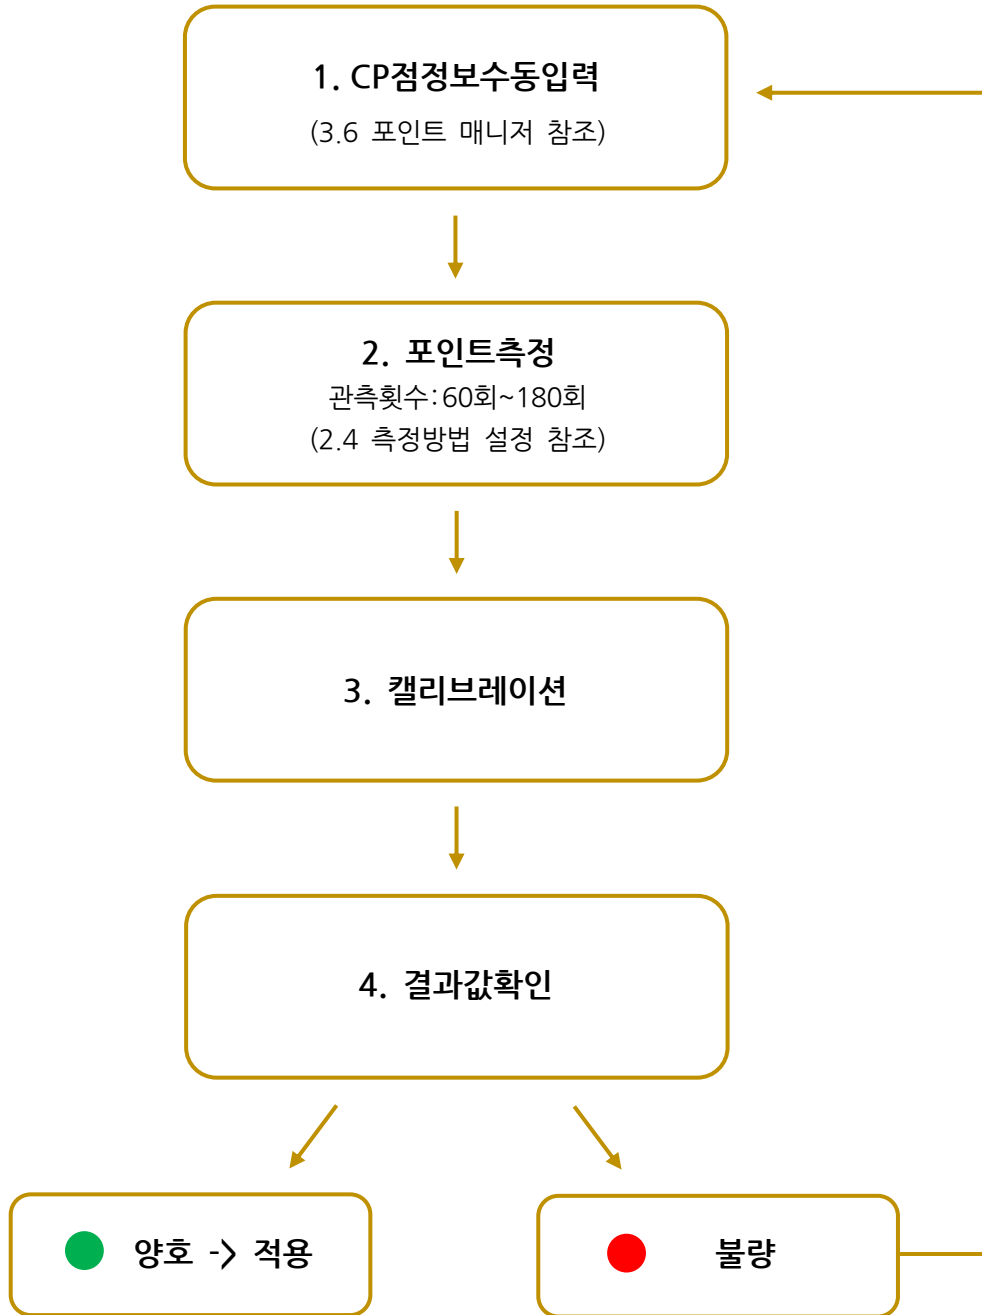 1. CP점정보수동입력
(3.6 포인트 매니저 참조)
2. 포인트측정
관측횟수:60회~180회
(2.4 측정방법 설정 참조)
3. 캘리브레이션
4. 결과값확인
양호 -> 적용
불량